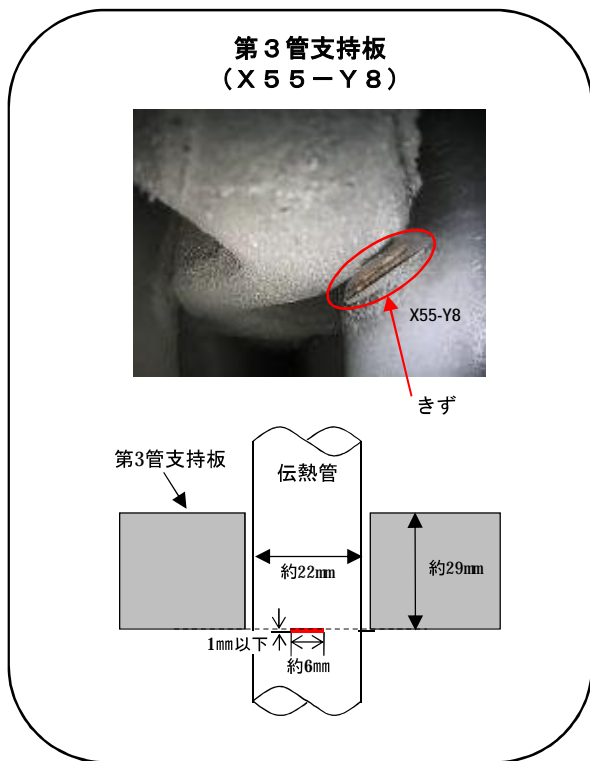 第３管支持板
（Ｘ５５－Ｙ８）
X55-Y8
きず
第3管支持板
伝熱管
約22mm
約29mm
1mm以下
約6mm